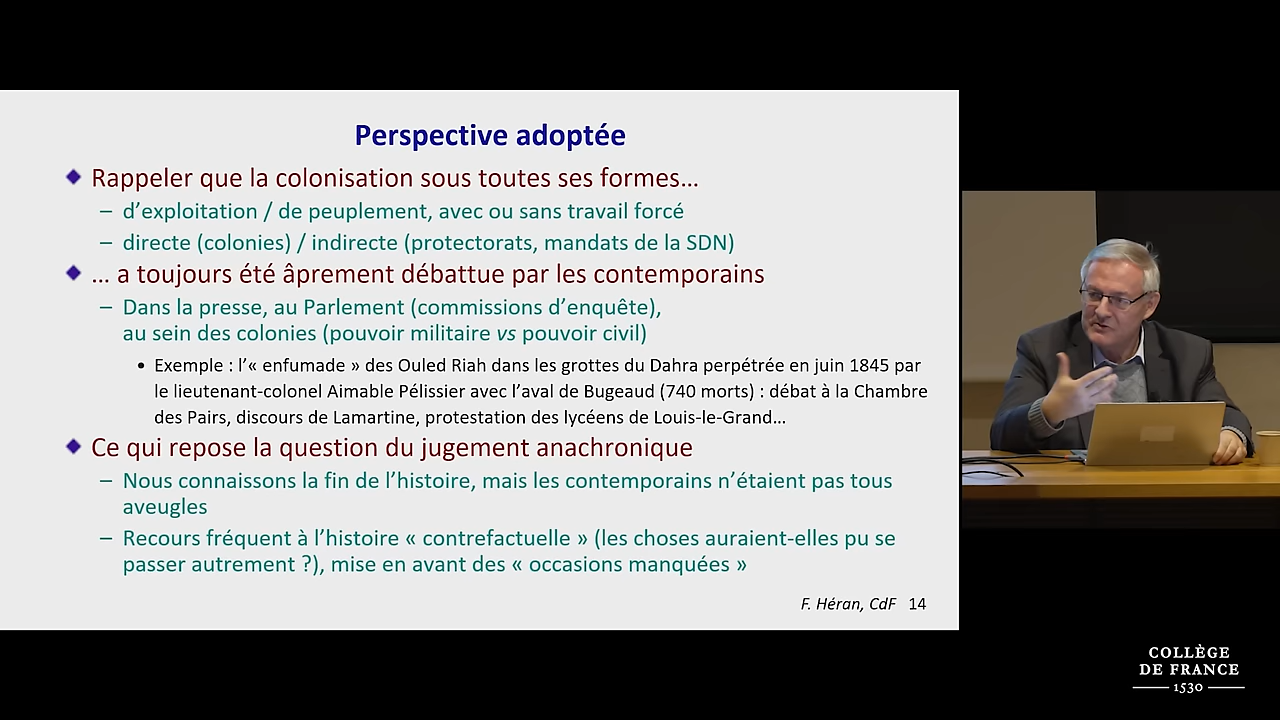 Perspective adoptée
◆ Rappeler que la colonisation sous toutes ses formes…
– d’exploitation / de peuplement, avec ou sans travail forcé
– directe (colonies) / indirecte (protectorats, mandats de la SDN)
◆ … a toujours été âprement débattue par les contemporains
– Dans la presse, au Parlement (commissions d’enquête),
au sein des colonies (pouvoir militaire vs pouvoir civil)
• Exemple : l’« enfumade » des Ouled Riah dans les grottes du Dahra perpétrée en juin 1845 par
le lieutenant-colonel Aimable Pélissier avec l’aval de Bugeaud (740 morts) : débat à la Chambre
des Pairs, discours de Lamartine, protestation des lycéens de Louis-le-Grand…
◆ Ce qui repose la question du jugement anachronique
– Nous connaissons la fin de l’histoire, mais les contemporains n’étaient pas tous
aveugles
– Recours fréquent à l’histoire « contrefactuelle » (les choses auraient-elles pu se
passer autrement ?), mise en avant des « occasions manquées »
F. Héran, CdF 14
COLLÈGE
DE FRANCE
1530